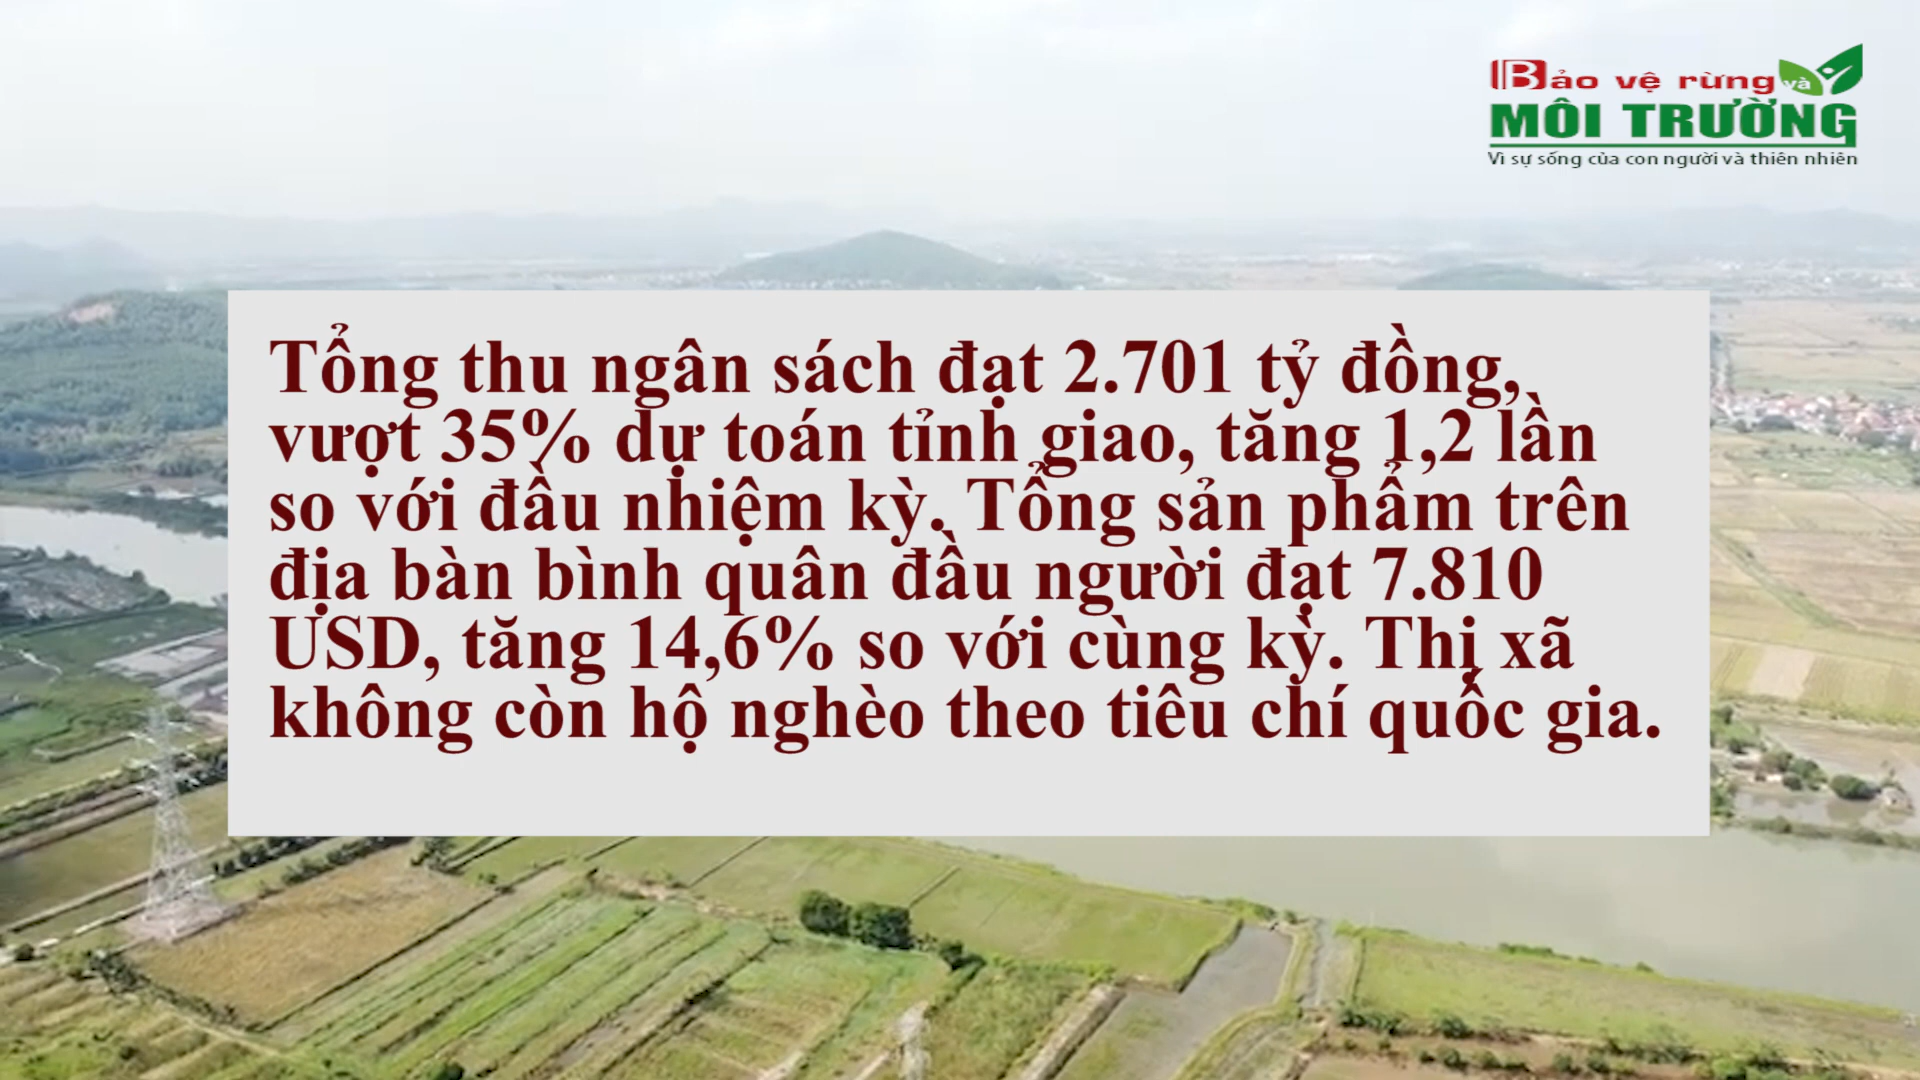 Bảo vệ rừng và
MÔI TRƯỜNG
Vì sự sống của con người và thiên nhiên
Tổng thu ngân sách đạt 2.701 tỷ đồng,
vượt 35% dự toán tỉnh giao, tăng 1,2 lần
so với đầu nhiệm kỳ. Tổng sản phẩm trên
địa bàn bình quân đầu người đạt 7.810
USD, tăng 14,6% so với cùng kỳ. Thị xã
không còn hộ nghèo theo tiêu chí quốc gia.